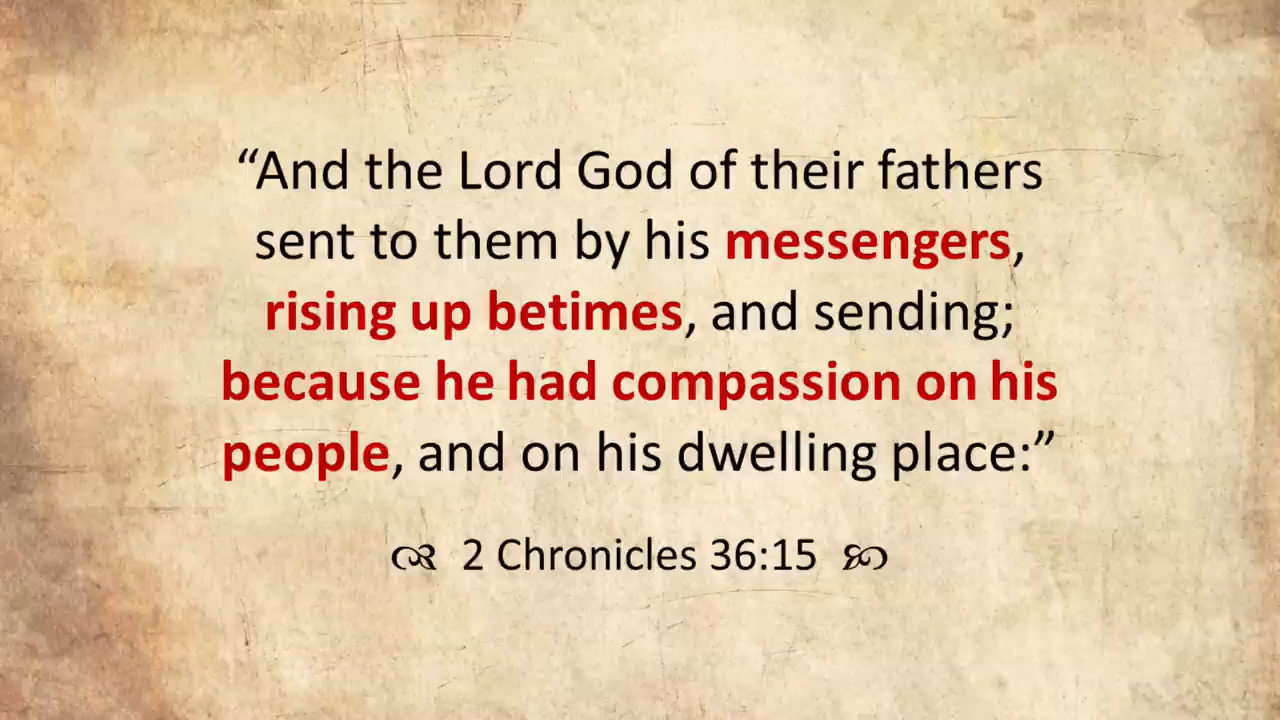 “And the Lord God of their fathers
sent to them by his messengers,
rising up betimes, and sending;
because he had compassion on his
people, and on his dwelling place:”
2 Chronicles 36:15